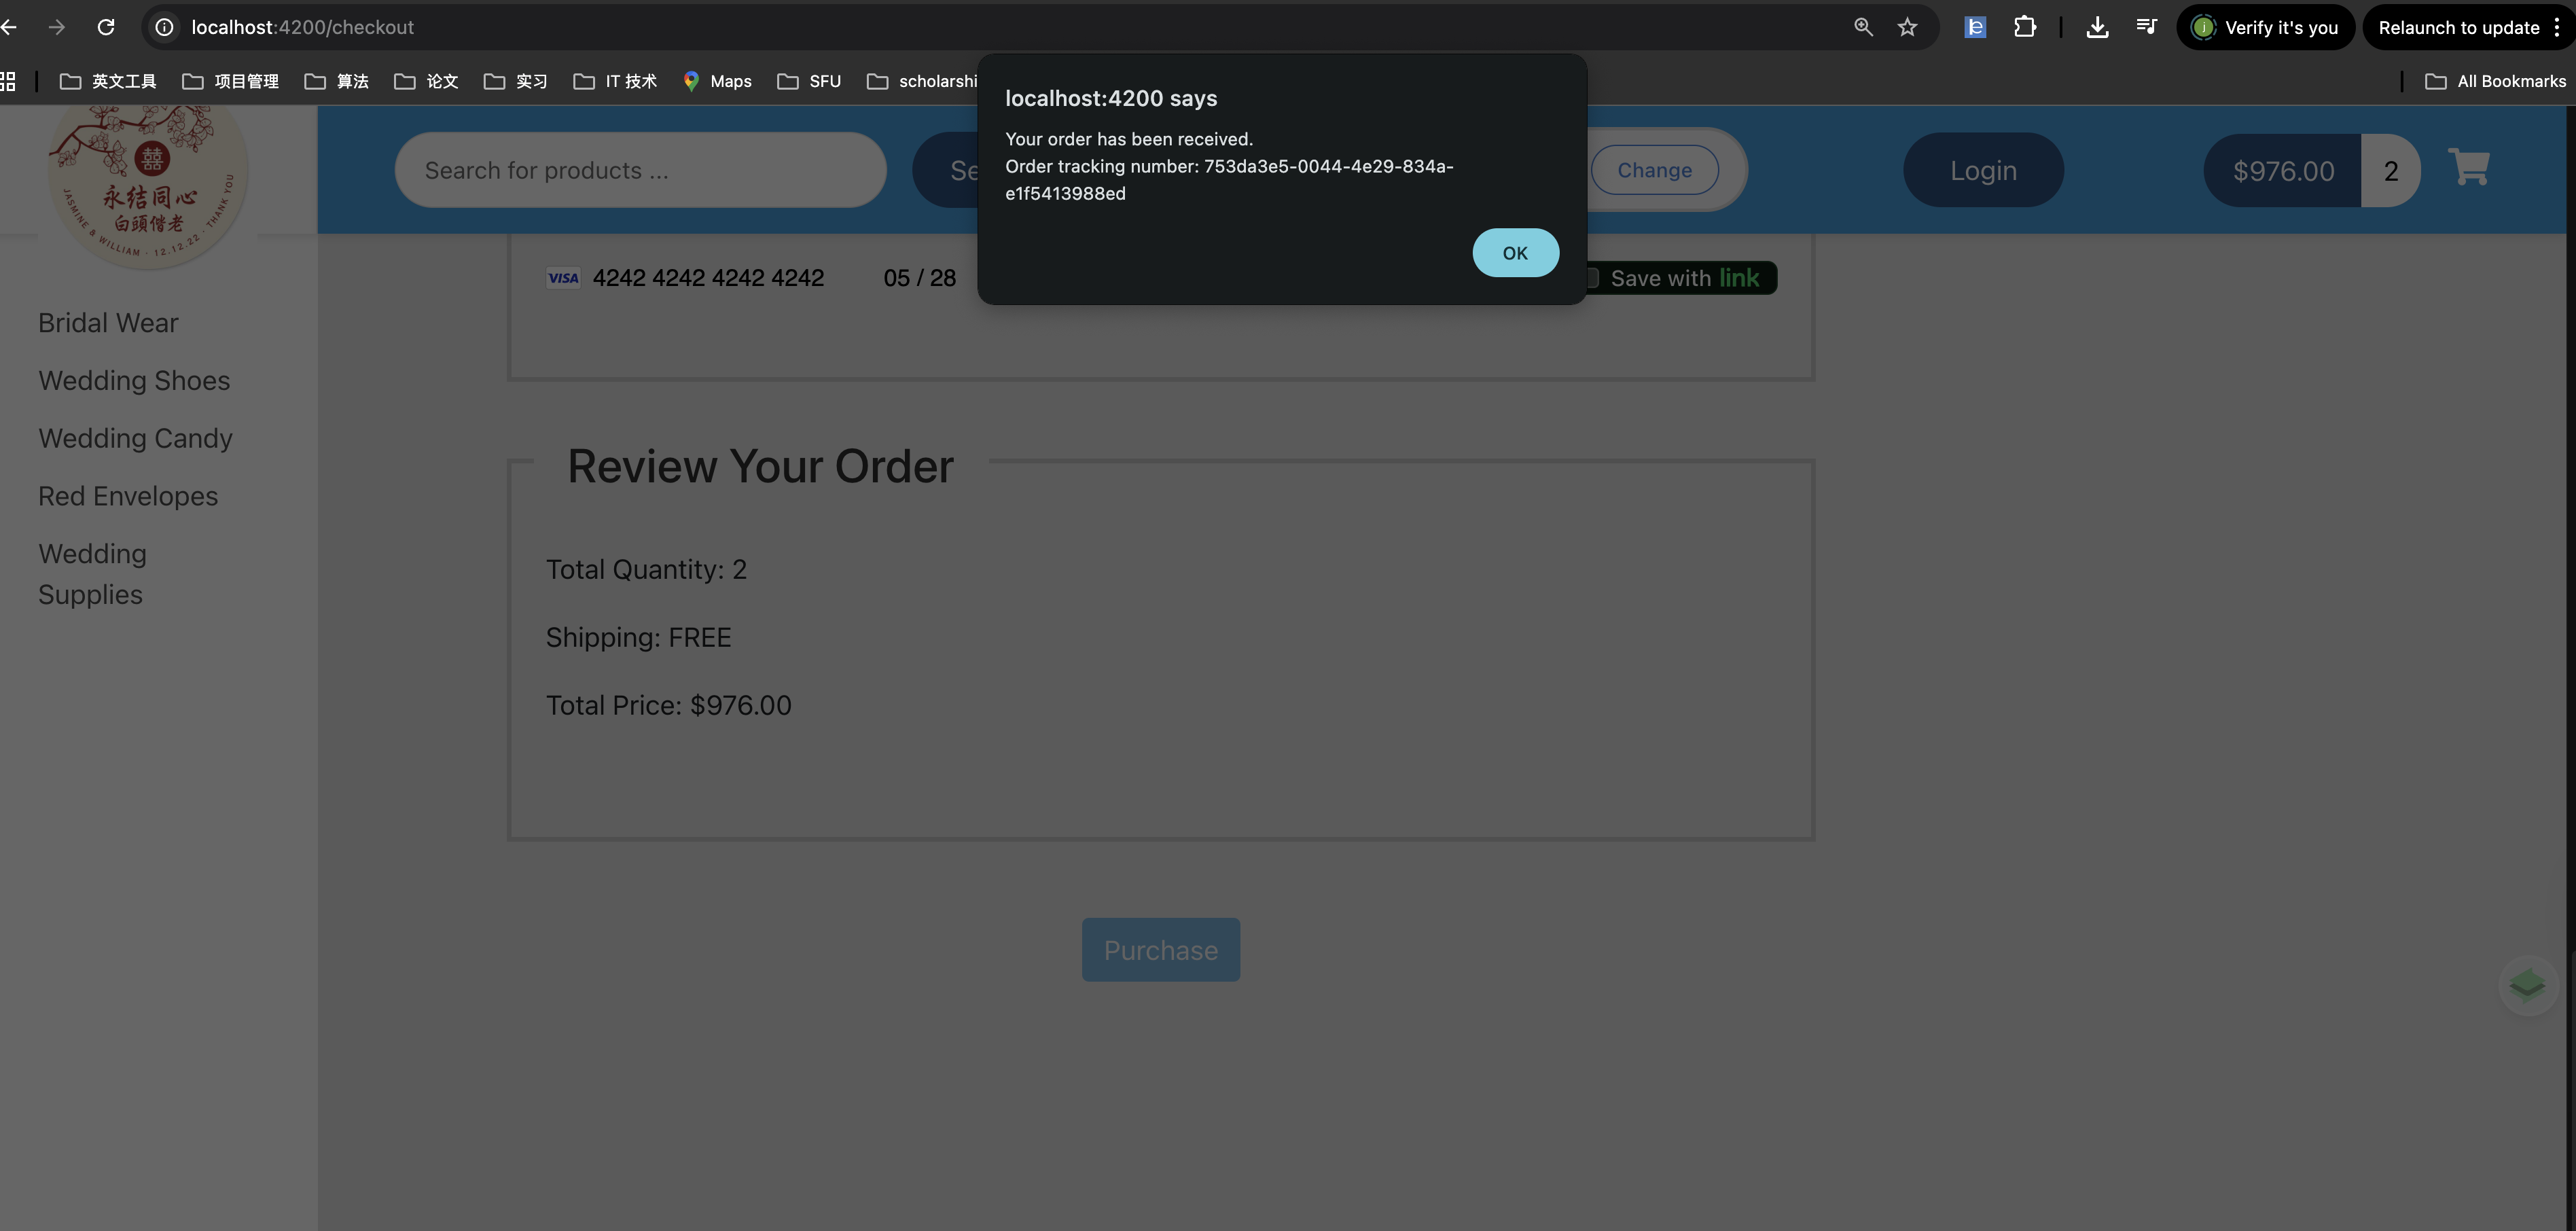 localhost:4200/checkout
Verify it's you
Relaunch to update
英文工具
项目管理
算法
论文
实习
IT 技术
Maps
SFU
scholarshi
All Bookmarks
localhost:4200 says
Your order has been received.
Order tracking number: 753da3e5-0044-4e29-834a-
e1f5413988ed
OK
囍
永结同心
白頭偕老
JASMINE & WILLIAM · 12.12.22 · THANK YOU
Search for products ...
Se
Change
Login
$976.00
2
VISA
4242 4242 4242 4242
05 / 28
Save with link
Bridal Wear
Wedding Shoes
Wedding Candy
Red Envelopes
Wedding
Supplies
Review Your Order
Total Quantity: 2
Shipping: FREE
Total Price: $976.00
Purchase